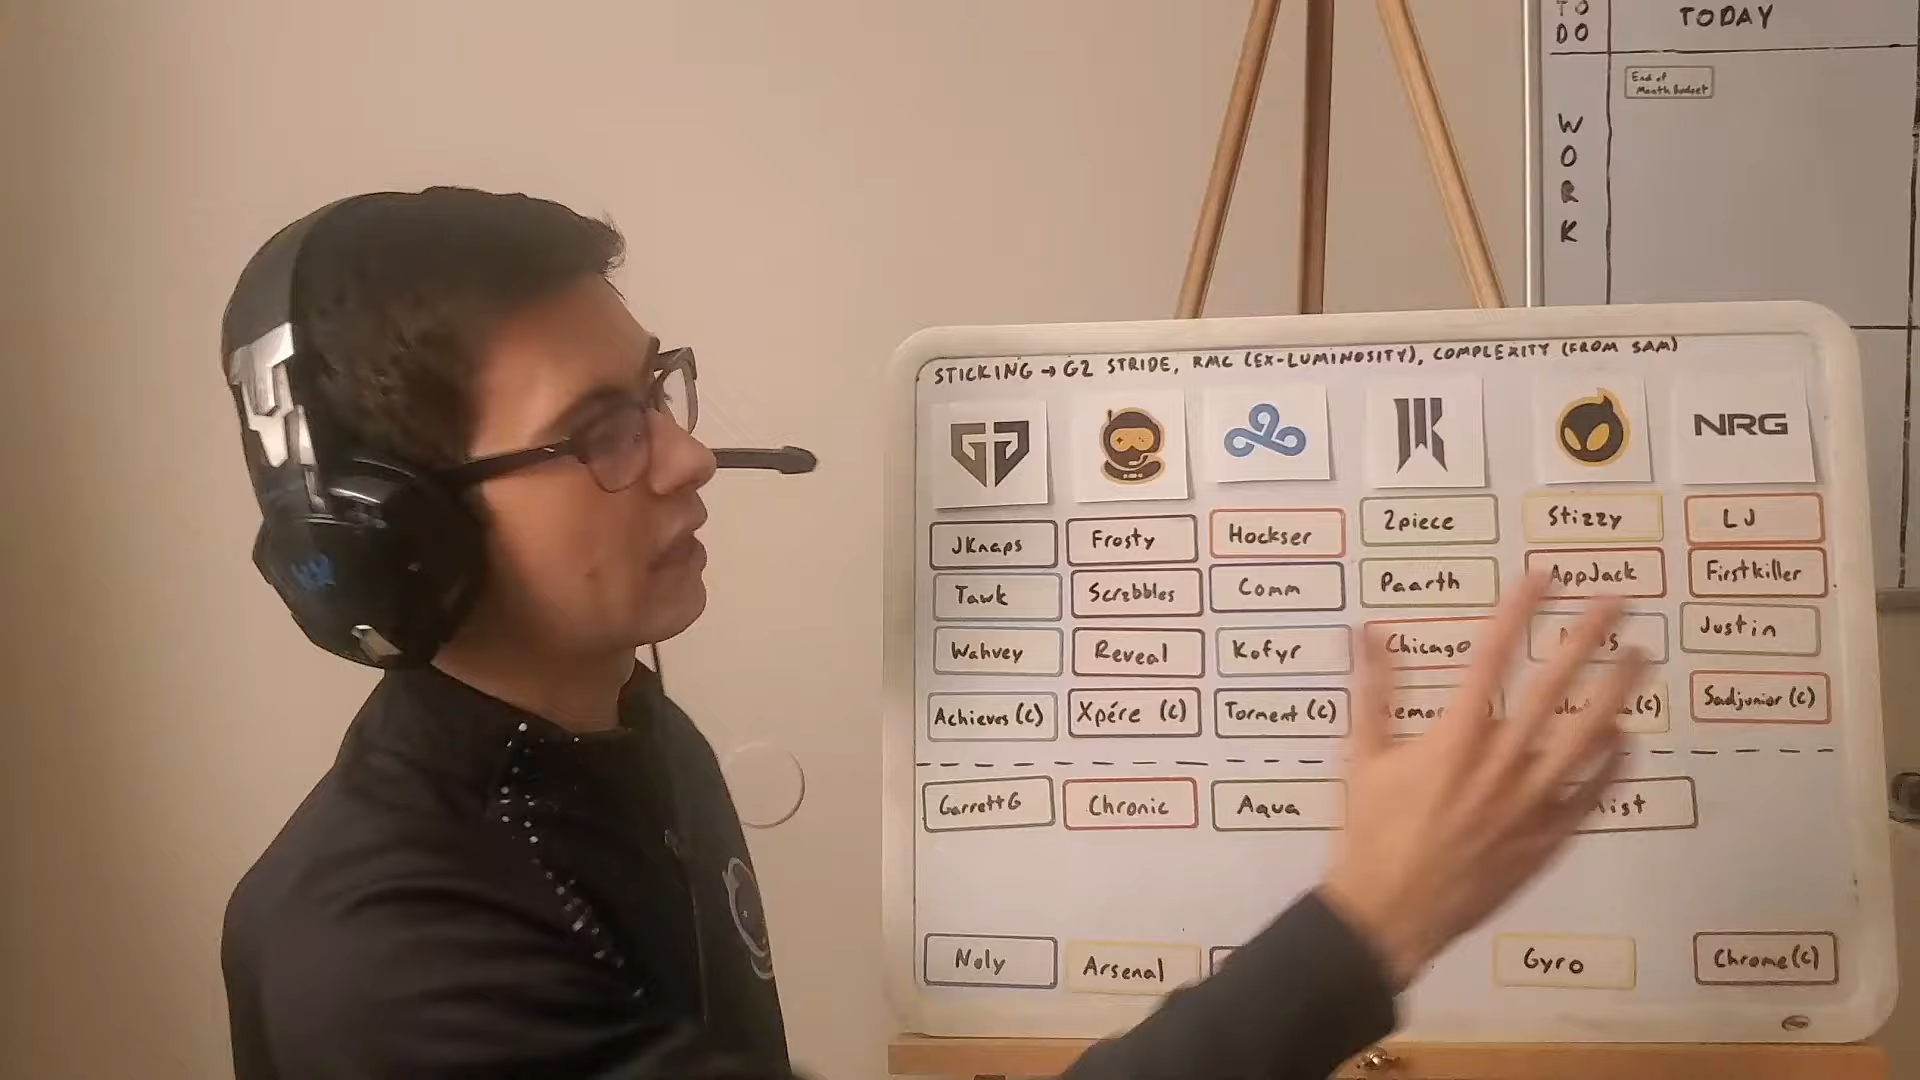 TO
DO
TODAY
End of
Month Budget
W
O
R
K
STICKING → G2 STRIDE, RMC (EX-LUMINOSITY), COMPLEXITY (FROM SAM)
NRG
JKnaps
Frosty
Hockser
2piece
Stizzy
LJ
Tawk
Scrabbles
Comm
Paarth
AppJack
Firstkiller
Wahvey
Reveal
Kofyr
Chicago
Justin
Achieves (C)
Xpére (C)
Torment (C)
(C)
Sadjunior (C)
GarrettG
Chronic
Aqua
Noly
Arsenal
Gyro
Chrome (C)